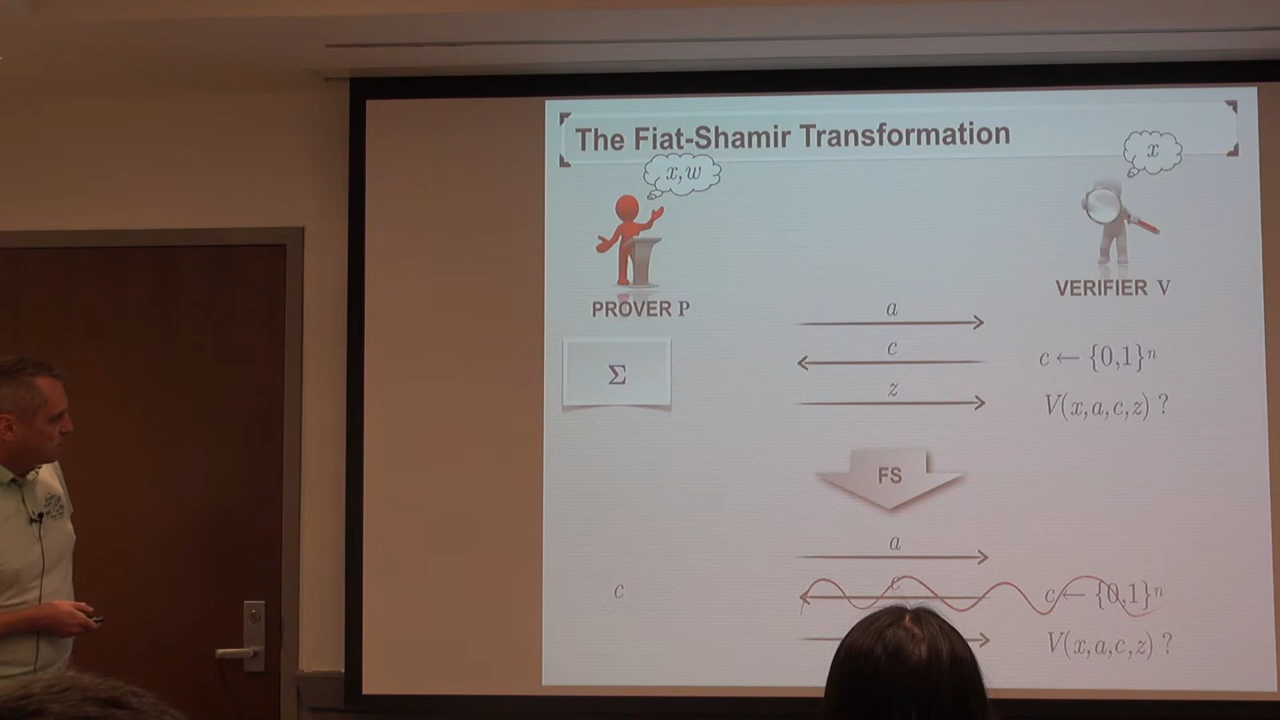 The Fiat-Shamir Transformation
x, w
x
PROVER P
VERIFIER V
a
Σ
c
c ← {0,1}ⁿ
z
V(x,a,c,z) ?
FS
a
c
c
c ← {0,1}ⁿ
V(x,a,c,z) ?